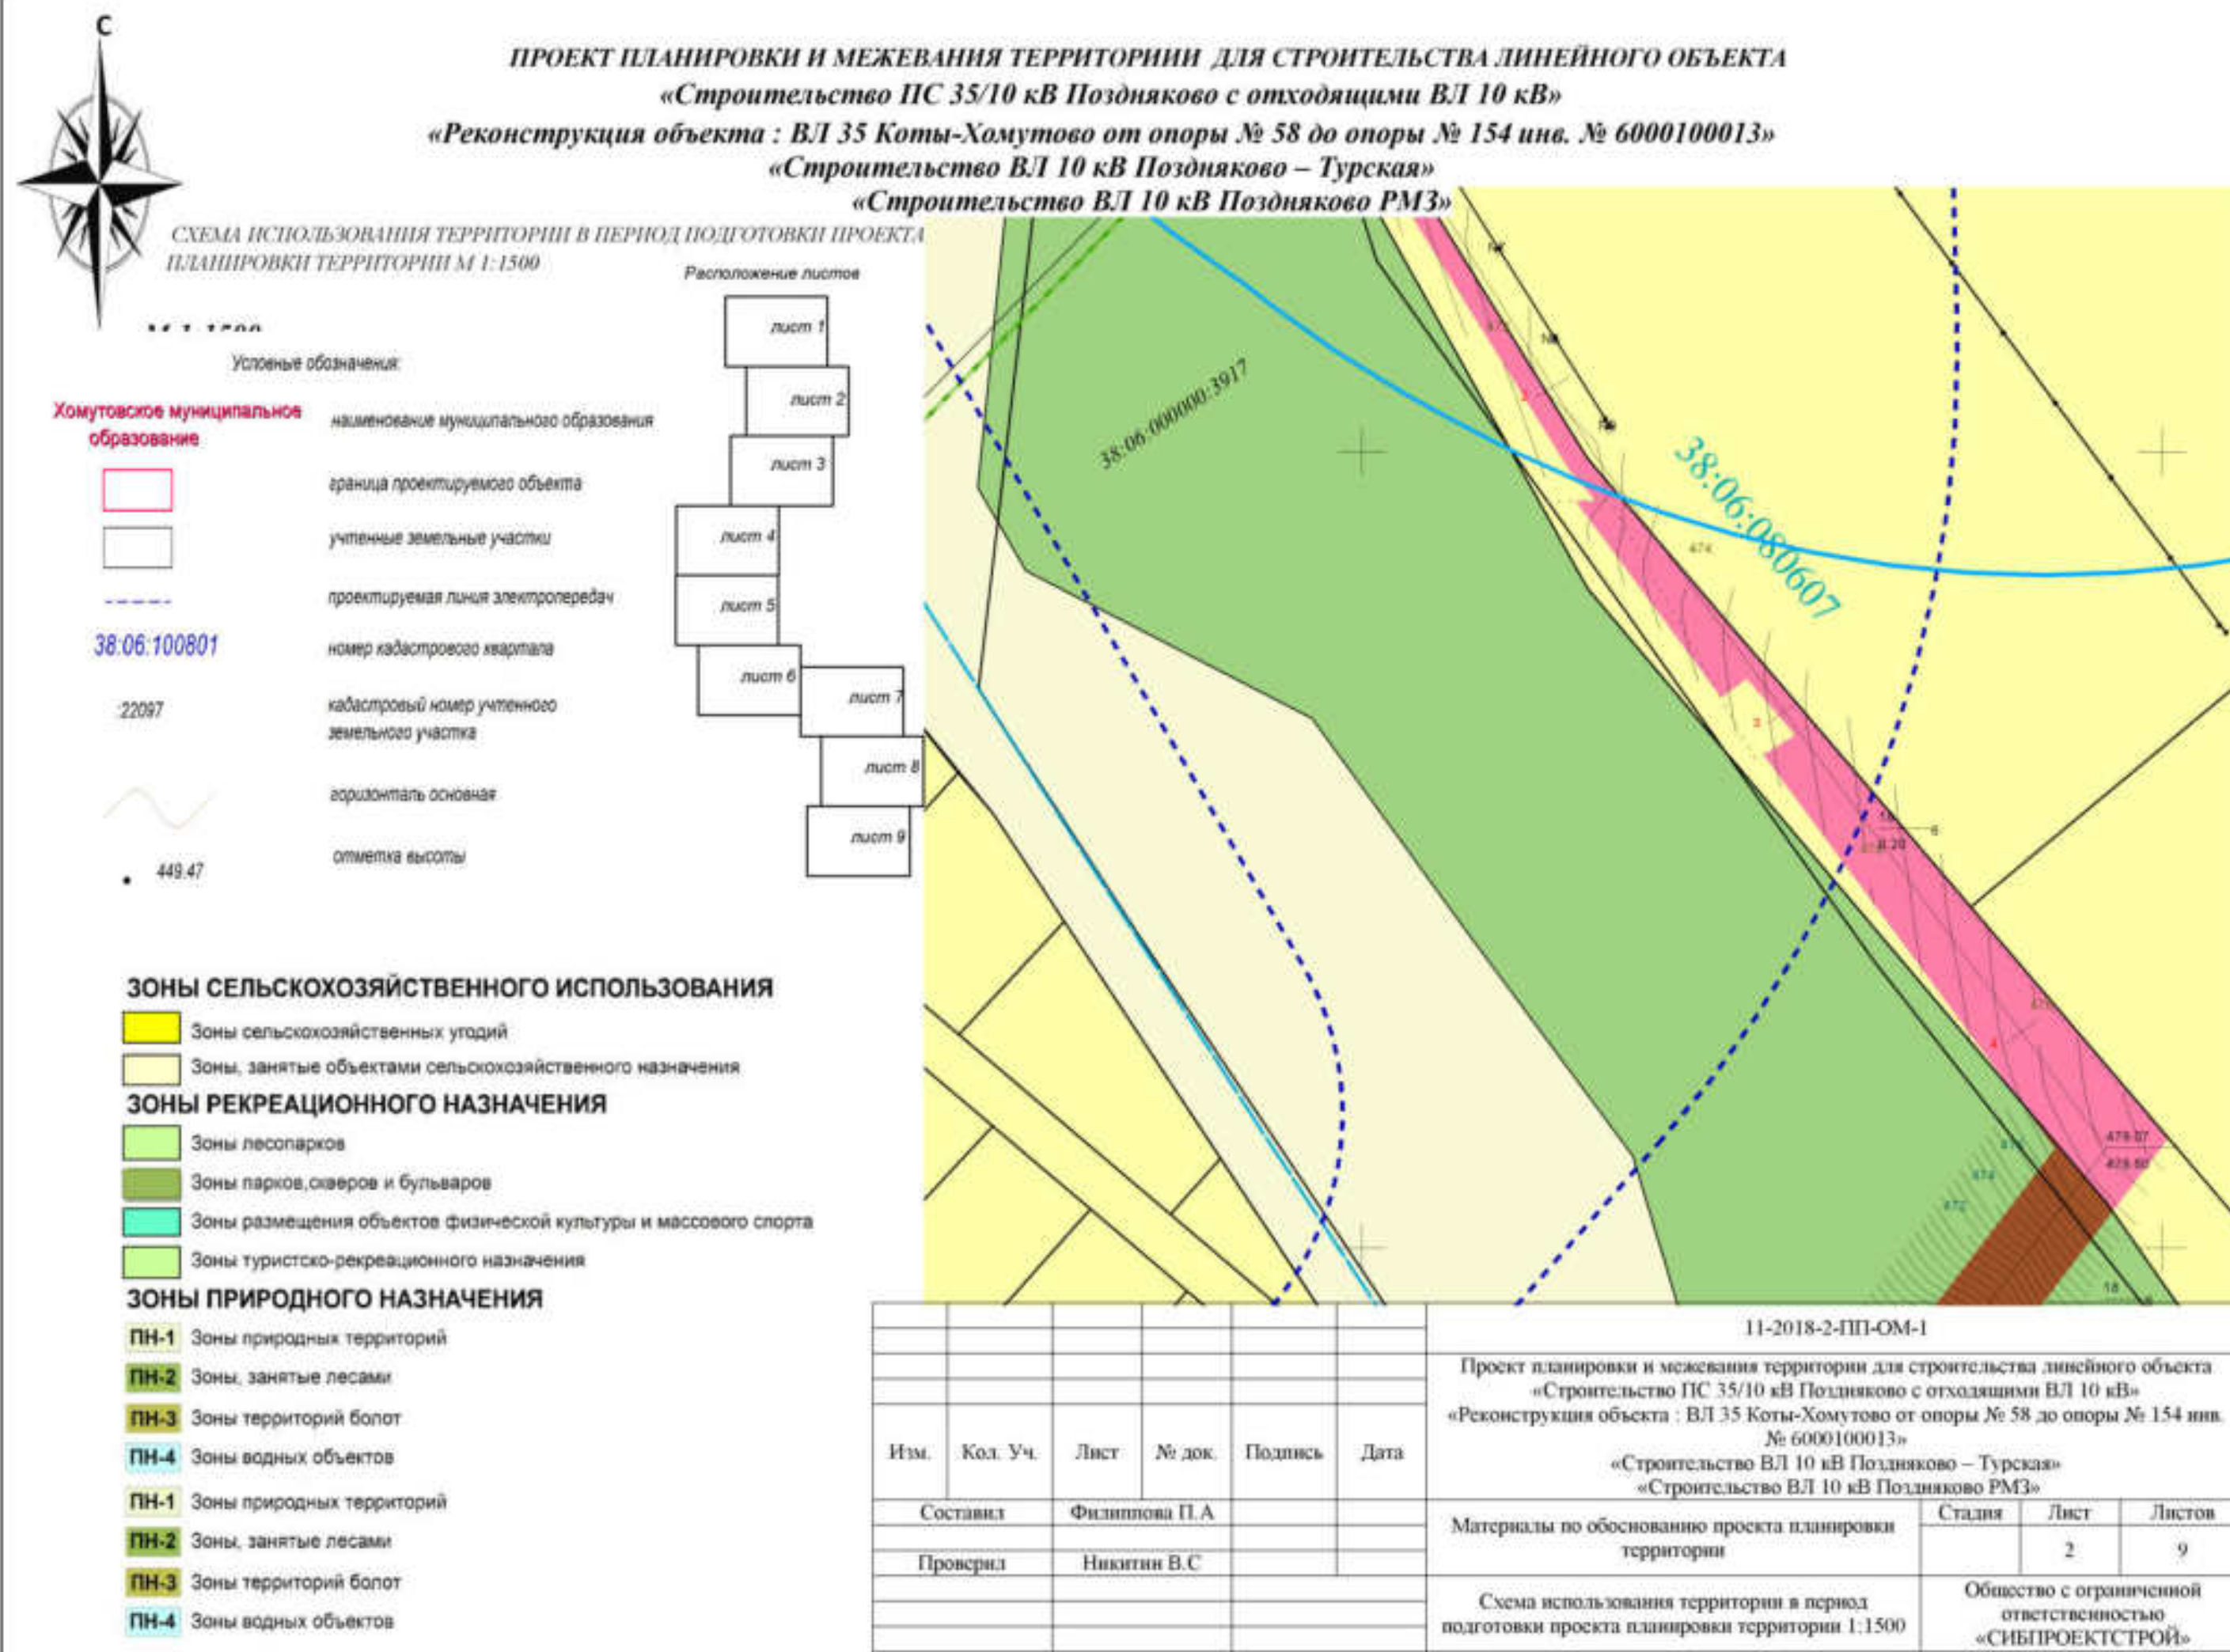 С
ПРОЕКТ ПЛАНИРОВКИ И МЕЖЕВАНИЯ ТЕРРИТОРИИИ ДЛЯ СТРОИТЕЛЬСТВА ЛИНЕЙНОГО ОБЪЕКТА
«Строительство ПС 35/10 кВ Поздняково с отходящими ВЛ 10 кВ»
«Реконструкция объекта : ВЛ 35 Коты-Хомутово от опоры № 58 до опоры № 154 инв. № 6000100013»
«Строительство ВЛ 10 кВ Поздняково – Турская»
«Строительство ВЛ 10 кВ Поздняково РМЗ»
СХЕМА ИСПОЛЬЗОВАНИЯ ТЕРРИТОРИИ В ПЕРИОД ПОДГОТОВКИ ПРОЕКТА
ПЛАНИРОВКИ ТЕРРИТОРИИ М 1:1500
Расположение листов
лист 1
лист 2
лист 3
лист 4
лист 5
лист 6
лист 7
лист 8
лист 9
Условные обозначения:
Хомутовское муниципальное
образование
наименование муниципального образования
граница проектируемого объекта
учтенные земельные участки
проектируемая линия электропередач
38:06:100801
номер кадастрового квартала
:22097
кадастровый номер учтенного
земельного участка
горизонталь основная
449.47
отметка высоты
ЗОНЫ СЕЛЬСКОХОЗЯЙСТВЕННОГО ИСПОЛЬЗОВАНИЯ
Зоны сельскохозяйственных угодий
Зоны, занятые объектами сельскохозяйственного назначения
ЗОНЫ РЕКРЕАЦИОННОГО НАЗНАЧЕНИЯ
Зоны лесопарков
Зоны парков,скверов и бульваров
Зоны размещения объектов физической культуры и массового спорта
Зоны туристско-рекреационного назначения
ЗОНЫ ПРИРОДНОГО НАЗНАЧЕНИЯ
ПН-1 Зоны природных территорий
ПН-2 Зоны, занятые лесами
ПН-3 Зоны территорий болот
ПН-4 Зоны водных объектов
ПН-1 Зоны природных территорий
ПН-2 Зоны, занятые лесами
ПН-3 Зоны территорий болот
ПН-4 Зоны водных объектов
38:06:000000:3917
38:06:080607
474
3
4
6
474
472
18
11-2018-2-ПП-ОМ-1
Проект планировки и межевания территории для строительства линейного объекта
«Строительство ПС 35/10 кВ Поздняково с отходящими ВЛ 10 кВ»
«Реконструкция объекта : ВЛ 35 Коты-Хомутово от опоры № 58 до опоры № 154 инв.
№ 6000100013»
«Строительство ВЛ 10 кВ Поздняково – Турская»
«Строительство ВЛ 10 кВ Поздняково РМЗ»
Изм. Кол. Уч. Лист № док. Подпись Дата
Составил Филиппова П.А
Проверил Никитин В.С
Материалы по обоснованию проекта планировки
территории
Стадия Лист Листов
2 9
Схема использования территории в период
подготовки проекта планировки территории 1:1500
Общество с ограниченной
ответственностью
«СИБПРОЕКТСТРОЙ»